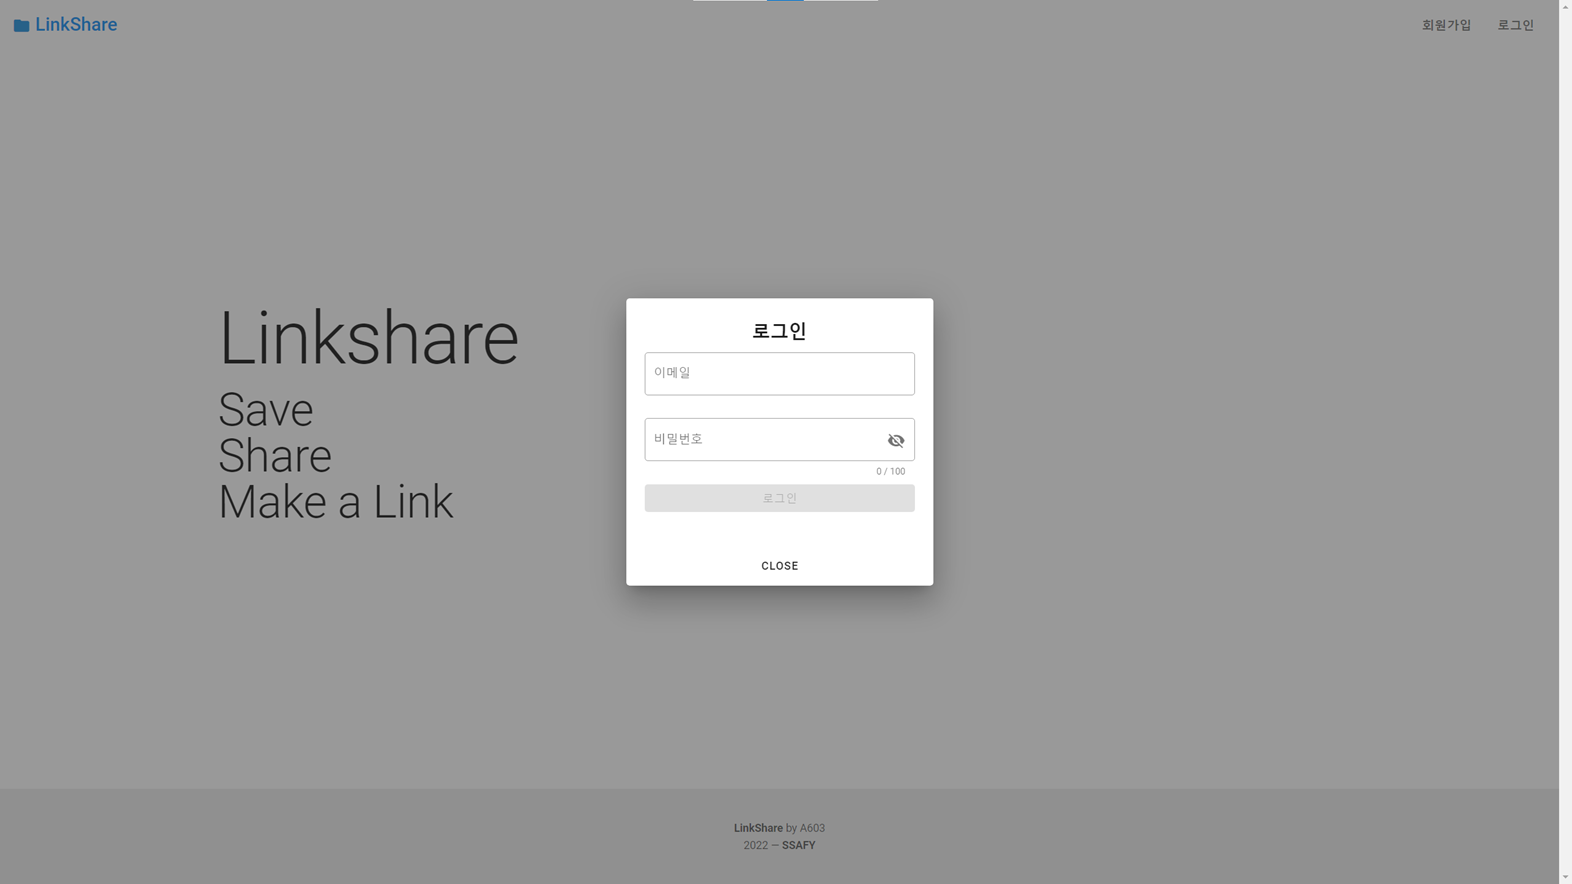 LinkShare
회원가입 로그인
Linkshare
Save
Share
Make a Link
로그인
이메일
비밀번호
0 / 100
로그인
CLOSE
LinkShare by A603
2022 — SSAFY